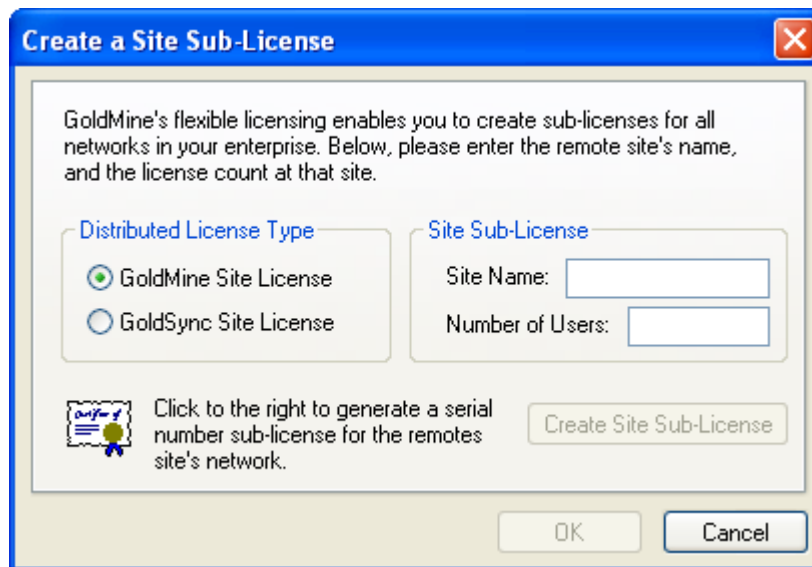 Create a Site Sub-License
GoldMine's flexible licensing enables you to create sub-licenses for all
networks in your enterprise. Below, please enter the remote site's name,
and the license count at that site.
Distributed License Type
GoldMine Site License
GoldSync Site License
Site Sub-License
Site Name:
Number of Users:
Click to the right to generate a serial
number sub-license for the remotes
site's network.
Create Site Sub-License
OK
Cancel